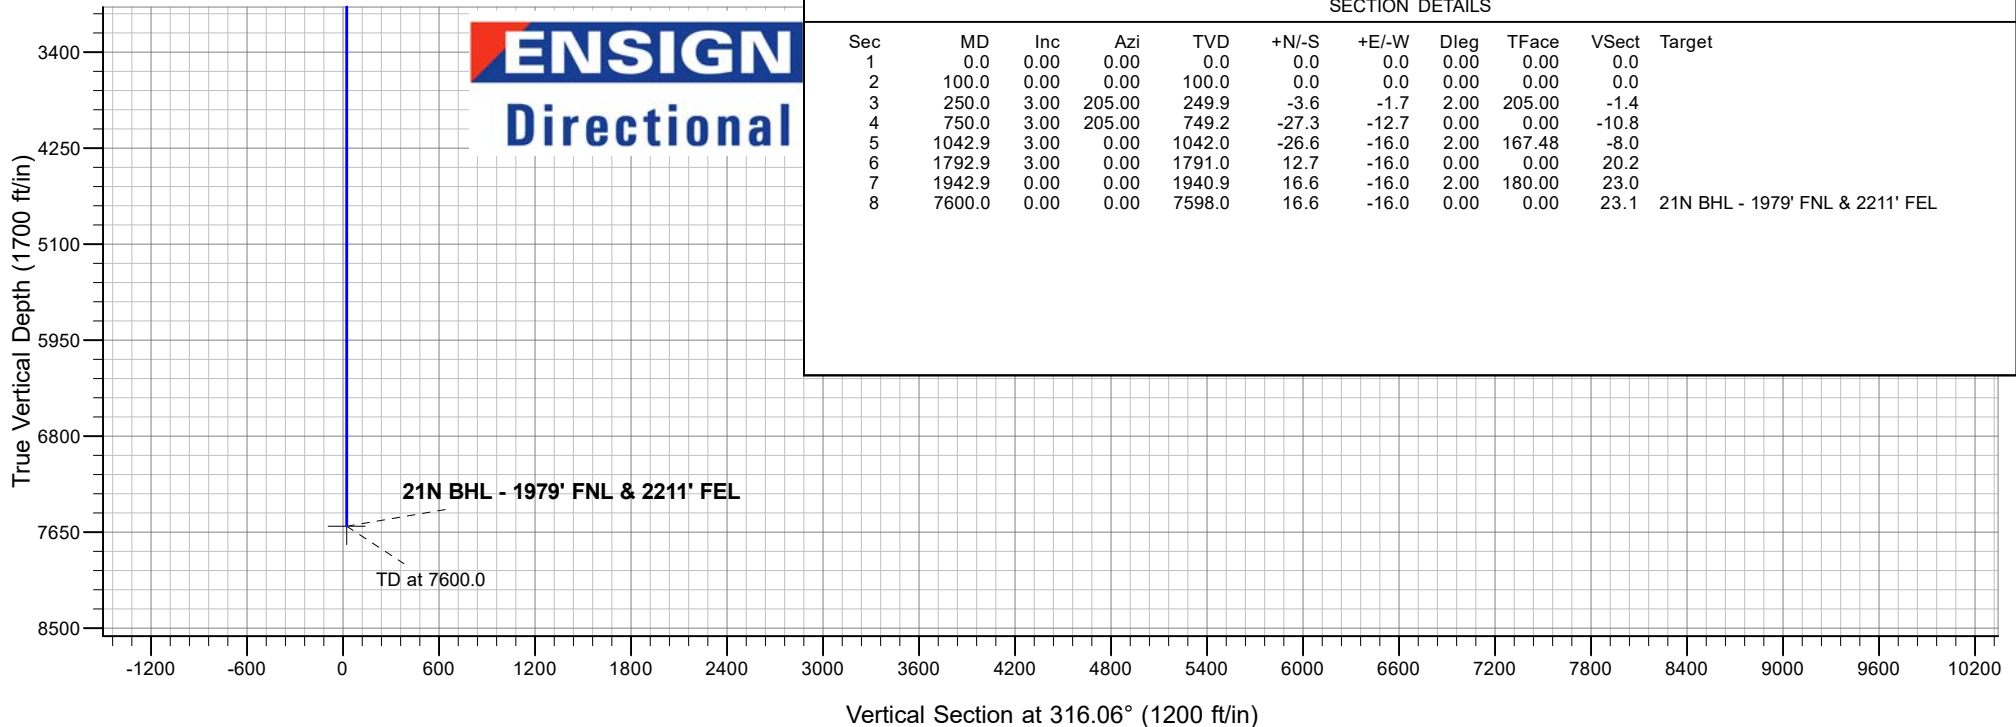 SECTION DETAILS
Sec MD Inc Azi TVD +N/-S +E/-W Dleg TFace VSect Target
1 0.0 0.00 0.00 0.0 0.0 0.0 0.00 0.00 0.0
2 100.0 0.00 0.00 100.0 0.0 0.0 0.00 0.00 0.0
3 250.0 3.00 205.00 249.9 -3.6 -1.7 2.00 205.00 -1.4
4 750.0 3.00 205.00 749.2 -27.3 -12.7 0.00 0.00 -10.8
5 1042.9 3.00 0.00 1042.0 -26.6 -16.0 2.00 167.48 -8.0
6 1792.9 3.00 0.00 1791.0 12.7 -16.0 0.00 0.00 20.2
7 1942.9 0.00 0.00 1940.9 16.6 -16.0 2.00 180.00 23.0
8 7600.0 0.00 0.00 7598.0 16.6 -16.0 0.00 0.00 23.1 21N BHL - 1979' FNL & 2211' FEL
ENSIGN
Directional
True Vertical Depth (1700 ft/in)
3400
4250
5100
5950
6800
7650
8500
21N BHL - 1979' FNL & 2211' FEL
TD at 7600.0
-1200 -600 0 600 1200 1800 2400 3000 3600 4200 4800 5400 6000 6600 7200 7800 8400 9000 9600 10200
Vertical Section at 316.06° (1200 ft/in)